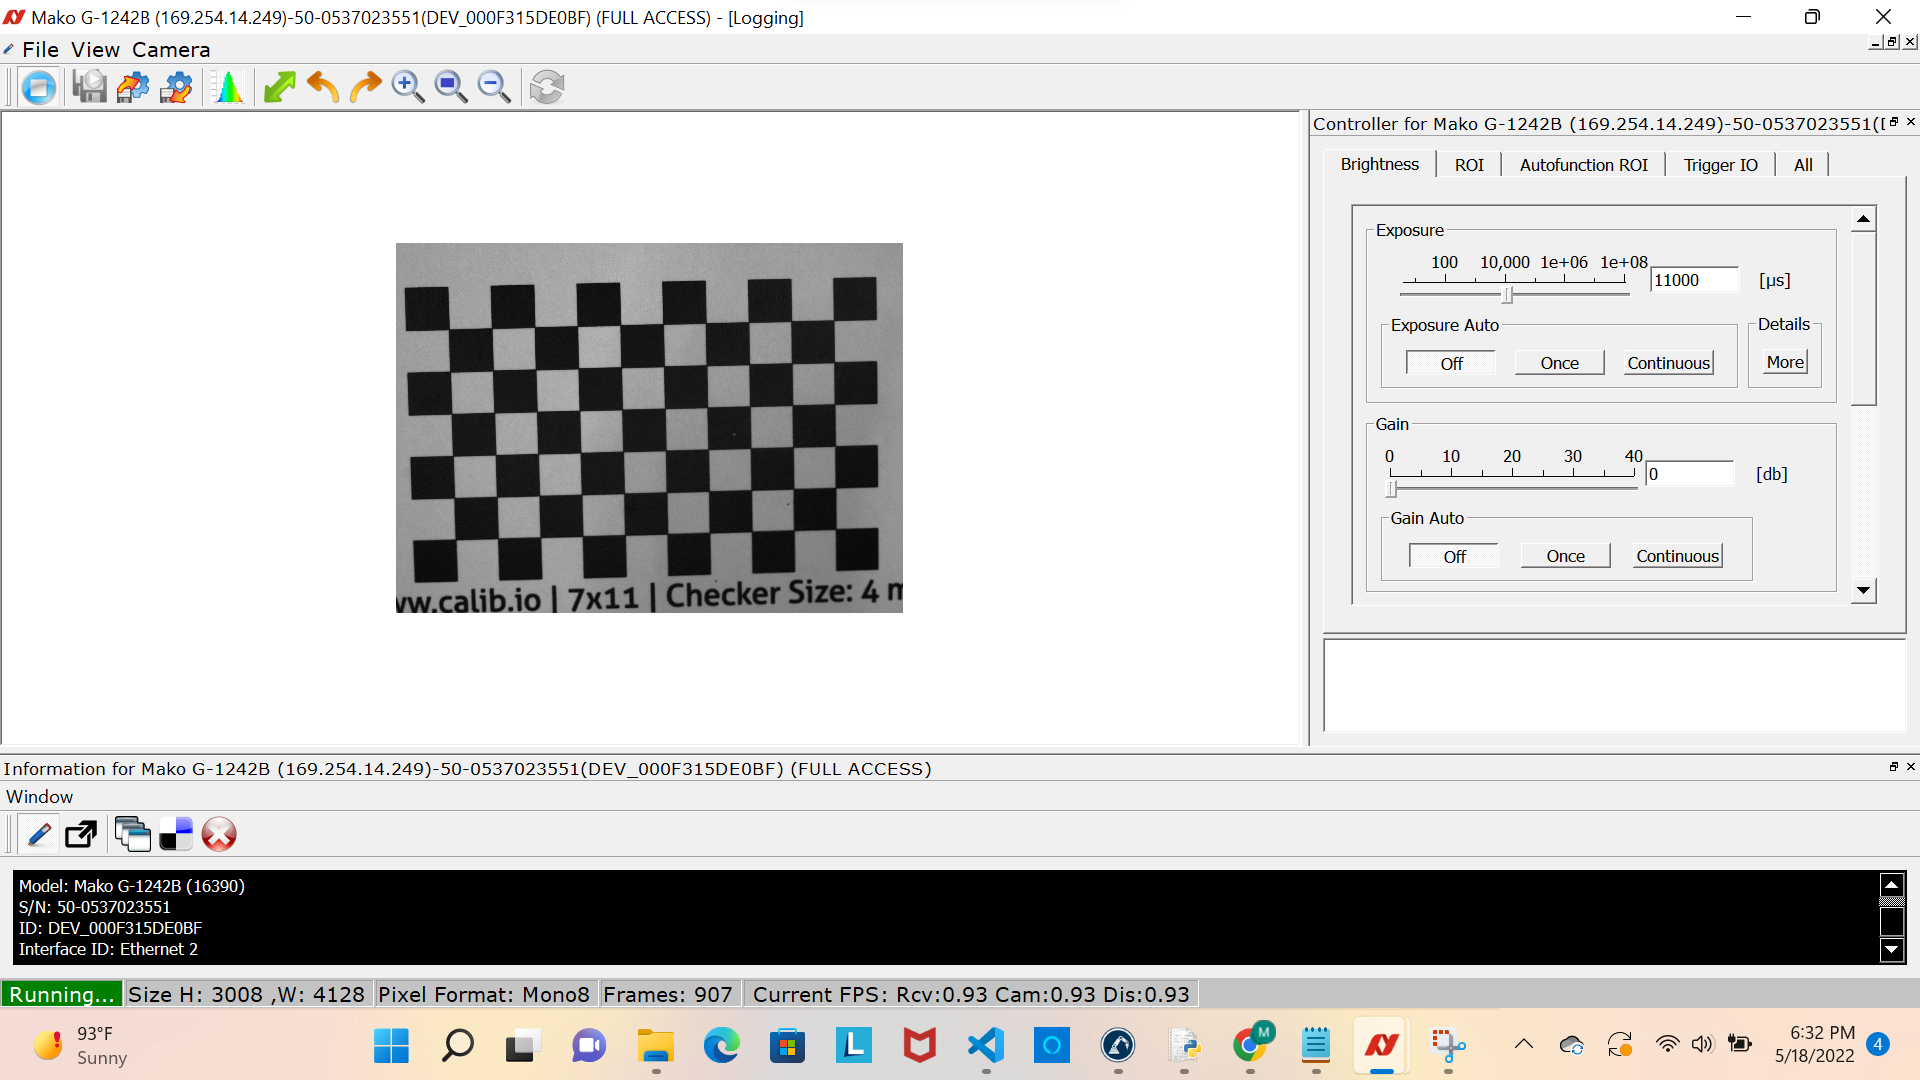 Mako G-1242B (169.254.14.249)-50-0537023551(DEV_000F315DE0BF) (FULL ACCESS) - [Logging]
File View Camera
Controller for Mako G-1242B (169.254.14.249)-50-0537023551([
Brightness ROI Autofunction ROI Trigger IO All
Exposure
100 10,000 1e+06 1e+08
11000 [µs]
Exposure Auto Details
Off Once Continuous More
Gain
0 10 20 30 40
0 [db]
Gain Auto
Off Once Continuous
ww.calib.io | 7x11 | Checker Size: 4 m
Information for Mako G-1242B (169.254.14.249)-50-0537023551(DEV_000F315DE0BF) (FULL ACCESS)
Window
Model: Mako G-1242B (16390)
S/N: 50-0537023551
ID: DEV_000F315DE0BF
Interface ID: Ethernet 2
Running... Size H: 3008 ,W: 4128 Pixel Format: Mono8 Frames: 907 Current FPS: Rcv:0.93 Cam:0.93 Dis:0.93
93°F
Sunny
L
M
6:32 PM
5/18/2022
4